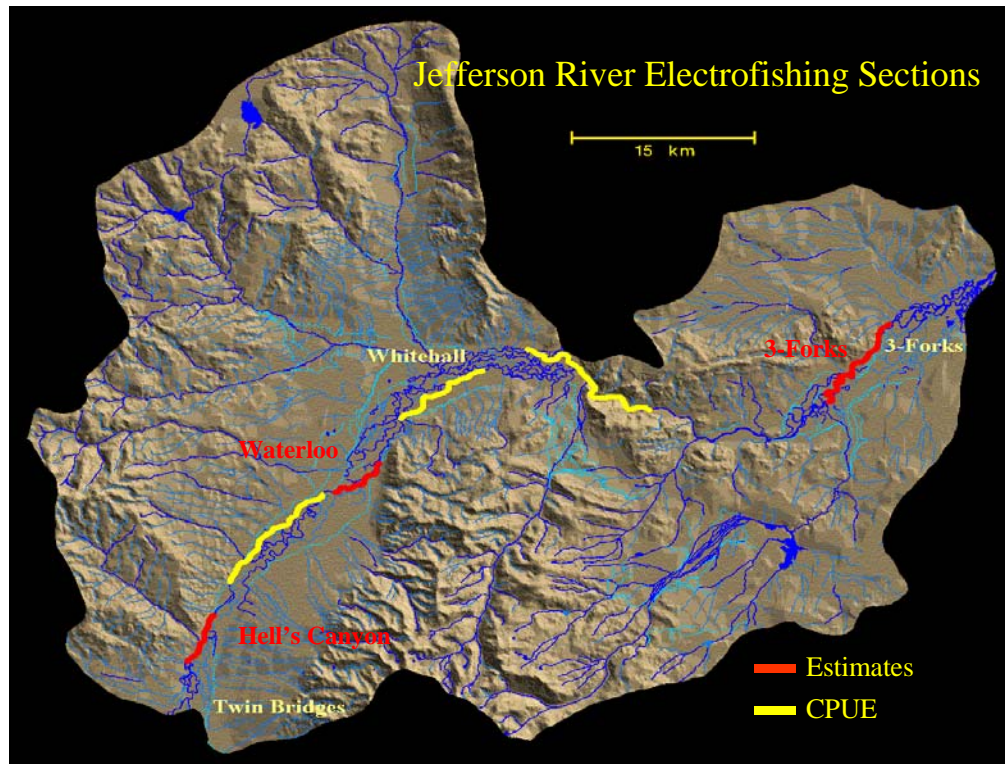 Jefferson River Electrofishing Sections
15 km
Whitehall
3-Forks
3-Forks
Waterloo
Hell's Canyon
Twin Bridges
Estimates
CPUE